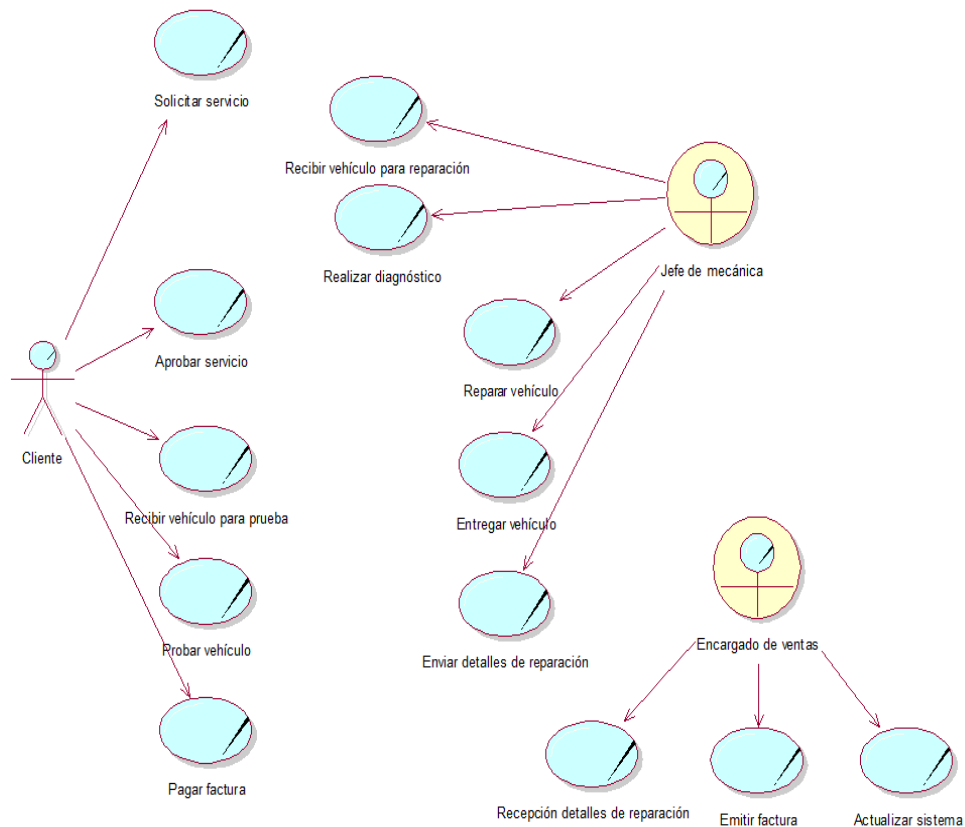 Solicitar servicio
Recibir vehículo para reparación
Jefe de mecánica
Realizar diagnóstico
Aprobar servicio
Reparar vehículo
Cliente
Recibir vehículo para prueba
Entregar vehículo
Probar vehículo
Enviar detalles de reparación
Encargado de ventas
Pagar factura
Recepción detalles de reparación
Emitir factura
Actualizar sistema